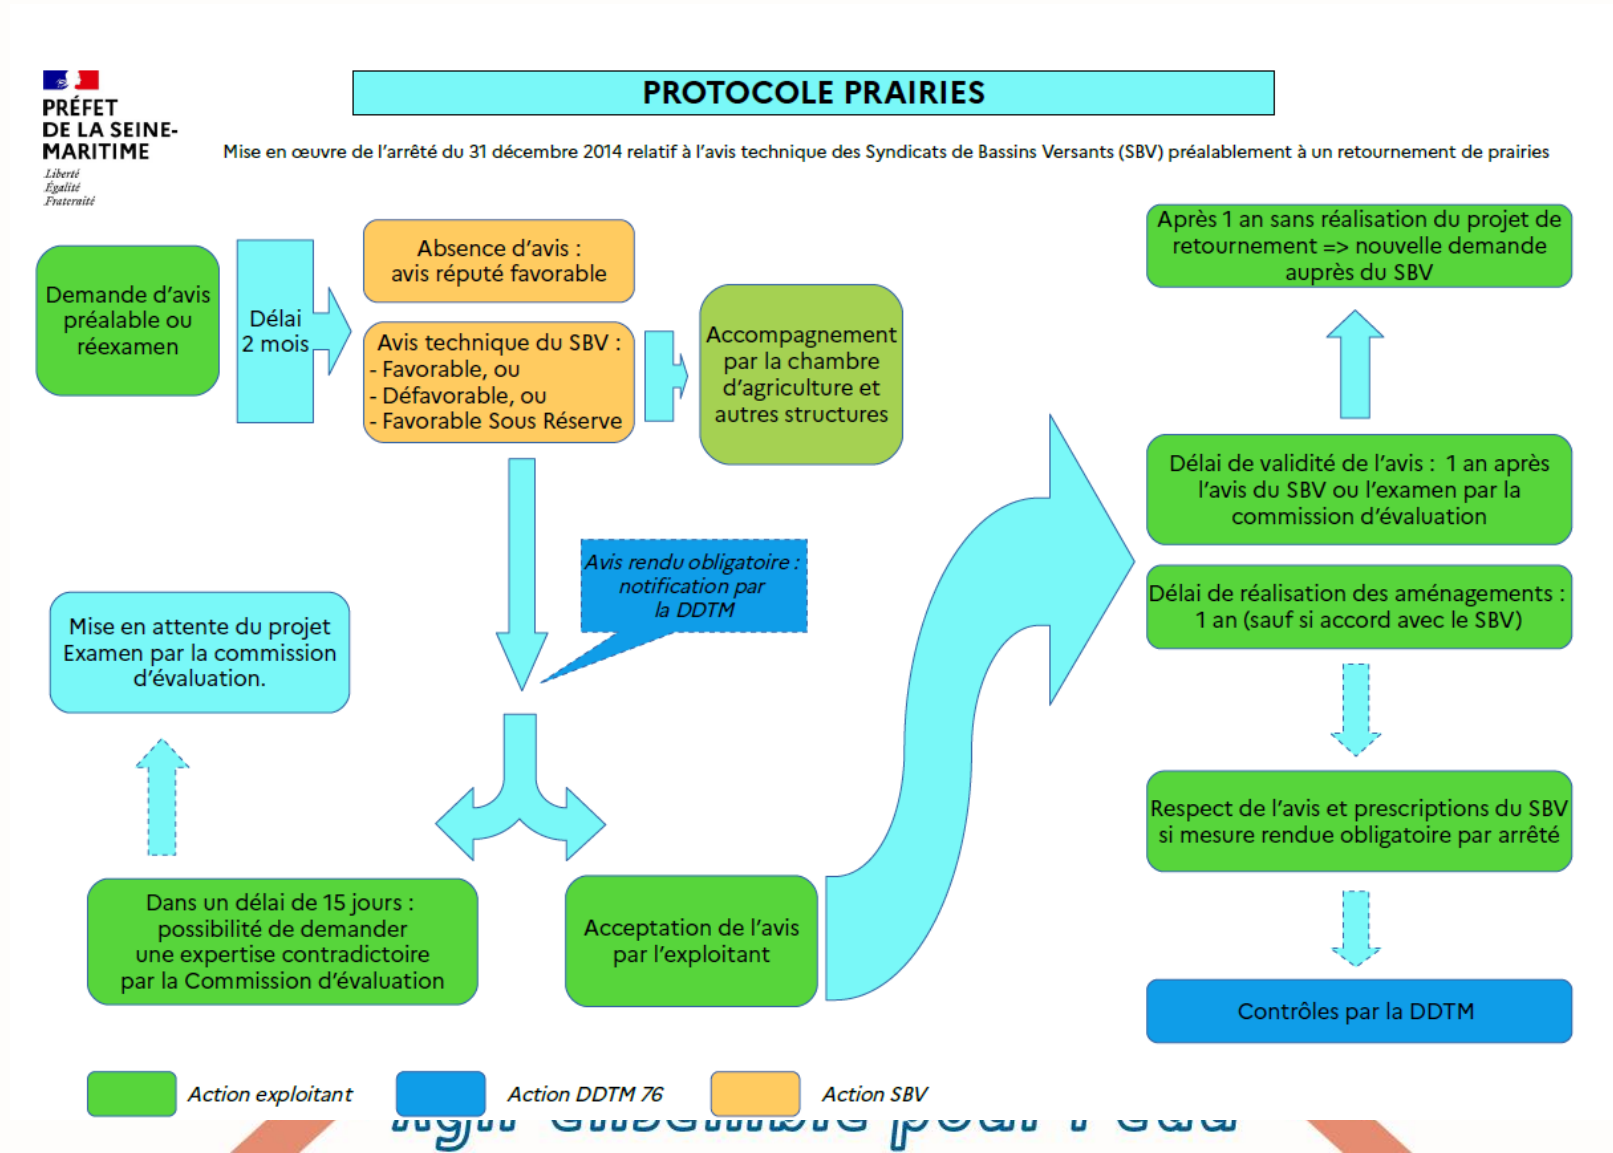 PROTOCOLE PRAIRIES
PRÉFET
DE LA SEINE-
MARITIME
Liberté
Égalité
Fraternité
Mise en œuvre de l'arrêté du 31 décembre 2014 relatif à l'avis technique des Syndicats de Bassins Versants (SBV) préalablement à un retournement de prairies
Demande d'avis
préalable ou
réexamen
Délai
2 mois
Absence d'avis :
avis réputé favorable
Avis technique du SBV :
- Favorable, ou
- Défavorable, ou
- Favorable Sous Réserve
Accompagnement
par la chambre
d'agriculture et
autres structures
Avis rendu obligatoire :
notification par
la DDTM
Mise en attente du projet
Examen par la commission
d'évaluation.
Dans un délai de 15 jours :
possibilité de demander
une expertise contradictoire
par la Commission d'évaluation
Acceptation de l'avis
par l'exploitant
Après 1 an sans réalisation du projet de
retournement => nouvelle demande
auprès du SBV
Délai de validité de l'avis : 1 an après
l'avis du SBV ou l'examen par la
commission d'évaluation
Délai de réalisation des aménagements :
1 an (sauf si accord avec le SBV)
Respect de l'avis et prescriptions du SBV
si mesure rendue obligatoire par arrêté
Contrôles par la DDTM
Action exploitant
Action DDTM 76
Action SBV
Agir ensemble pour l'eau